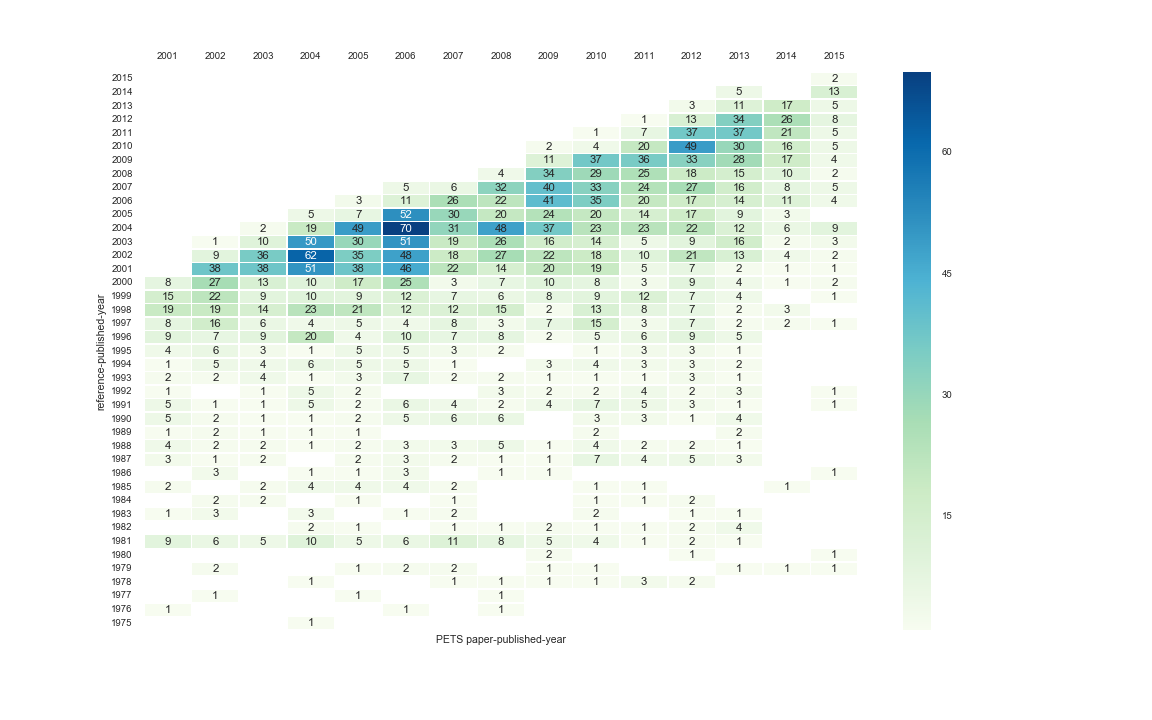 2001 2002 2003 2004 2005 2006 2007 2008 2009 2010 2011 2012 2013 2014 2015
2015 2
2014 5 13
2013 3 11 17 5
2012 1 13 34 26 8
2011 1 7 37 37 21 5
2010 2 4 20 49 30 16 5
2009 11 37 36 33 28 17 4
2008 4 34 29 25 18 15 10 2
2007 5 6 32 40 33 24 27 16 8 5
2006 3 11 26 22 41 35 20 17 14 11 4
2005 5 7 52 30 20 24 20 14 17 9 3
2004 2 19 49 70 31 48 37 23 23 22 12 6 9
2003 1 10 50 30 51 19 26 16 14 5 9 16 2 3
2002 9 36 62 35 48 18 27 22 18 10 21 13 4 2
2001 38 38 51 38 46 22 14 20 19 5 7 2 1 1
2000 8 27 13 10 17 25 3 7 10 8 3 9 4 1 2
1999 15 22 9 10 9 12 7 6 8 9 12 7 4 1
1998 19 19 14 23 21 12 12 15 2 13 8 7 2 3
1997 8 16 6 4 5 4 8 3 7 15 3 7 2 2 1
1996 9 7 9 20 4 10 7 8 2 5 6 9 5
1995 4 6 3 1 5 5 3 2 1 3 3 1
1994 1 5 4 6 5 5 1 3 4 3 3 2
1993 2 2 4 1 3 7 2 2 1 1 1 3 1
1992 1 1 5 2 3 2 2 4 2 3 1
1991 5 1 1 5 2 6 4 2 4 7 5 3 1 1
1990 5 2 1 1 2 5 6 6 3 3 1 4
1989 1 2 1 1 1 2 2
1988 4 2 2 1 2 3 3 5 1 4 2 2 1
1987 3 1 2 2 3 2 1 1 7 4 5 3
1986 3 1 1 3 1 1 1
1985 2 2 4 4 4 2 1 1 1
1984 2 2 1 1 1 1 2
1983 1 3 3 1 2 2 1 1
1982 2 1 1 1 2 1 1 2 4
1981 9 6 5 10 5 6 11 8 5 4 1 2 1
1980 2 1 1
1979 2 1 2 2 1 1 1 1 1
1978 1 1 1 1 1 3 2
1977 1 1 1
1976 1 1 1
1975 1
reference-published-year
PETS paper-published-year
60
45
30
15